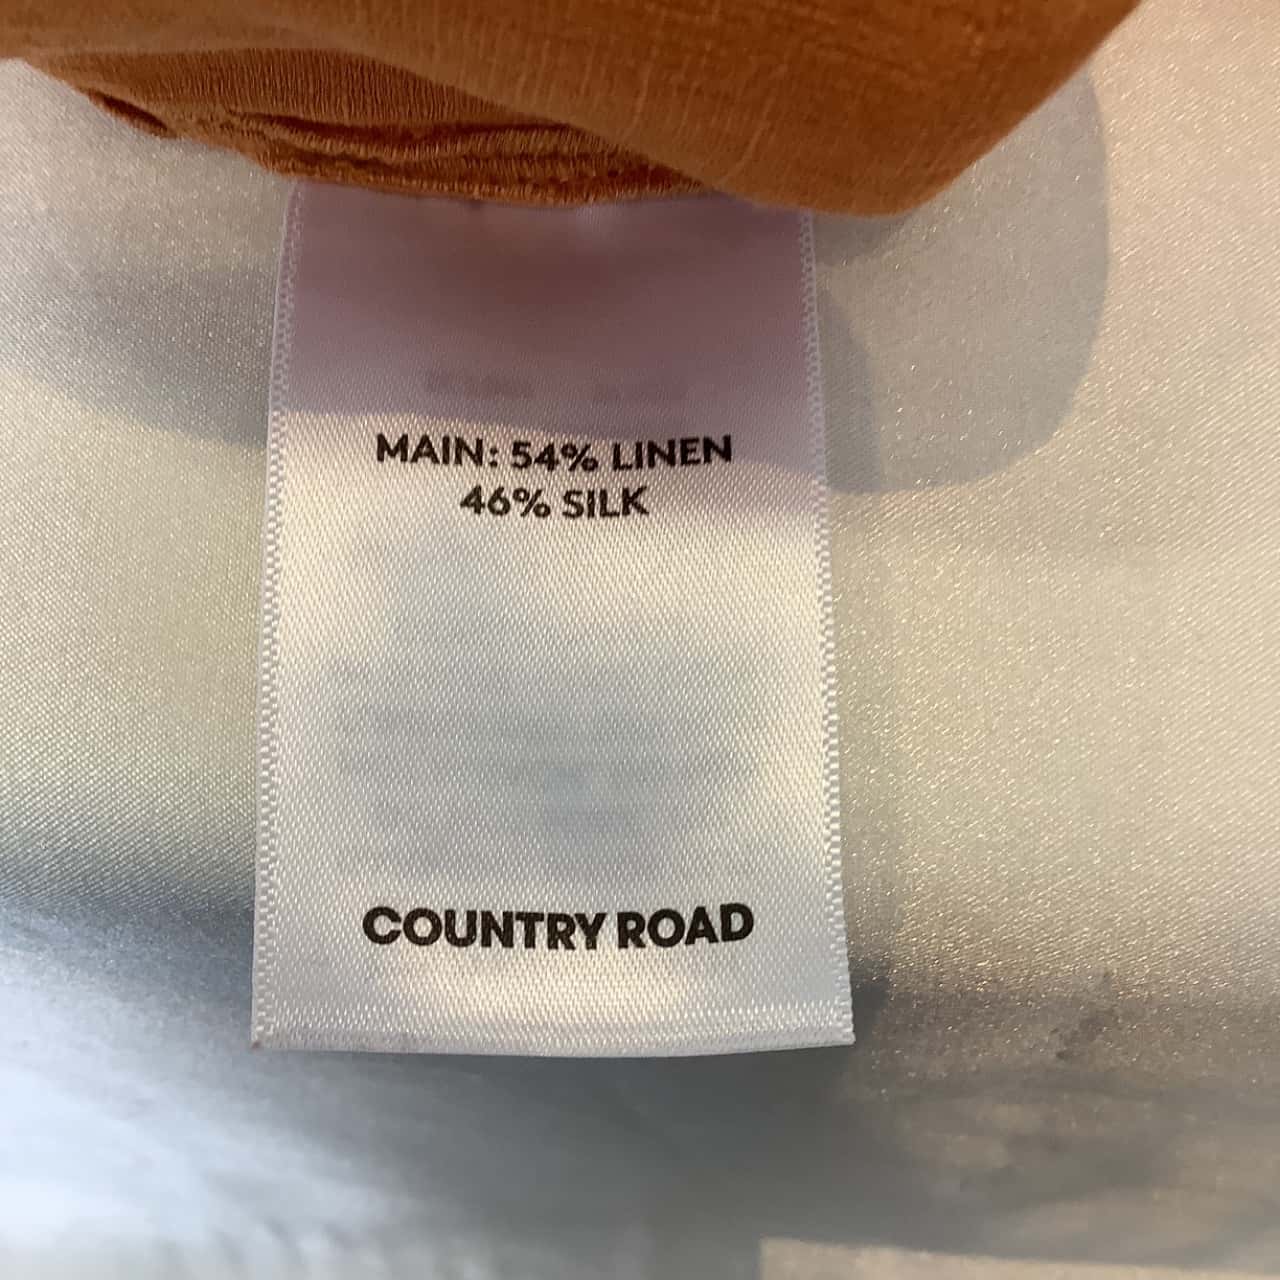 MAIN: 54% LINEN
46% SILK
COUNTRY ROAD